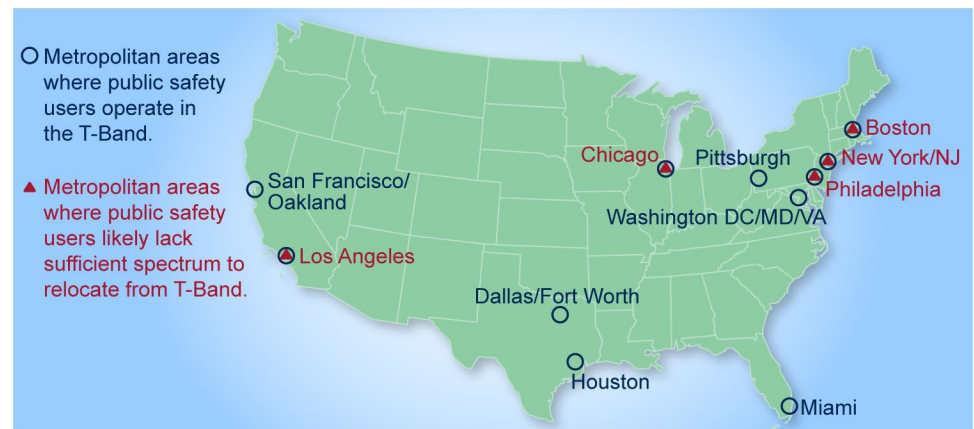 Metropolitan areas
where public safety
users operate in
the T-Band.
Metropolitan areas
where public safety
users likely lack
sufficient spectrum to
relocate from T-Band.
San Francisco/
Oakland
Los Angeles
Chicago
Pittsburgh
Boston
New York/NJ
Philadelphia
Washington DC/MD/VA
Dallas/Fort Worth
Houston
Miami